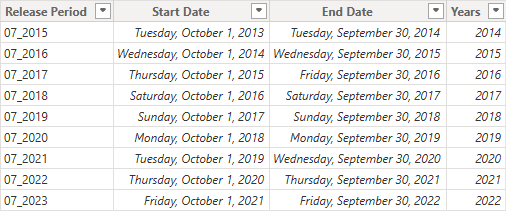 Release Period Start Date End Date Years
07_2015 Tuesday, October 1, 2013 Tuesday, September 30, 2014 2014
07_2016 Wednesday, October 1, 2014 Wednesday, September 30, 2015 2015
07_2017 Thursday, October 1, 2015 Friday, September 30, 2016 2016
07_2018 Saturday, October 1, 2016 Saturday, September 30, 2017 2017
07_2019 Sunday, October 1, 2017 Sunday, September 30, 2018 2018
07_2020 Monday, October 1, 2018 Monday, September 30, 2019 2019
07_2021 Tuesday, October 1, 2019 Wednesday, September 30, 2020 2020
07_2022 Thursday, October 1, 2020 Thursday, September 30, 2021 2021
07_2023 Friday, October 1, 2021 Friday, September 30, 2022 2022